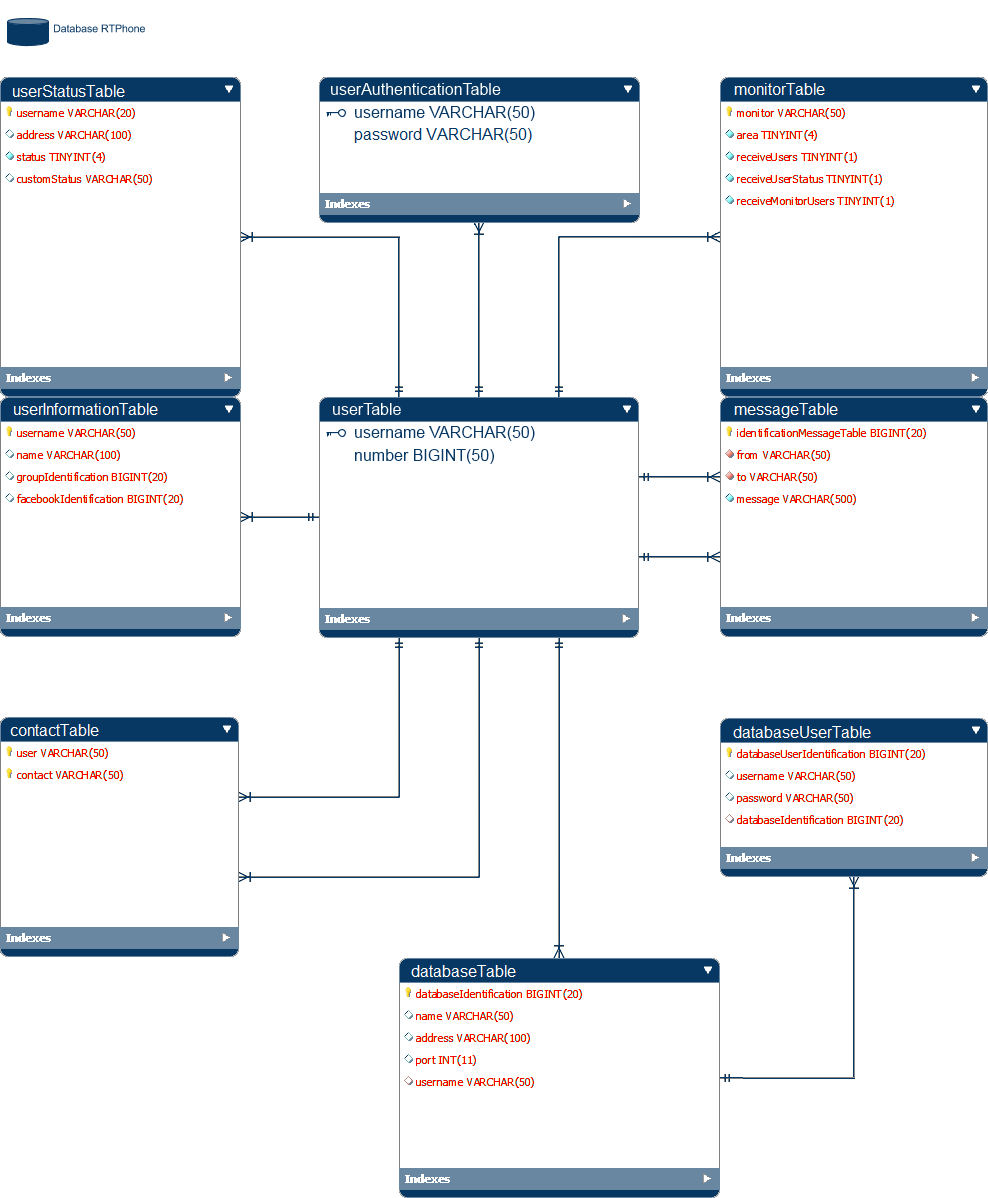 Database RTPhone
userStatusTable
username VARCHAR(20)
address VARCHAR(100)
status TINYINT(4)
customStatus VARCHAR(50)
Indexes
userAuthenticationTable
username VARCHAR(50)
password VARCHAR(50)
Indexes
monitorTable
monitor VARCHAR(50)
area TINYINT(4)
receiveUsers TINYINT(1)
receiveUserStatus TINYINT(1)
receiveMonitorUsers TINYINT(1)
Indexes
userInformationTable
username VARCHAR(50)
name VARCHAR(100)
groupIdentification BIGINT(20)
facebookIdentification BIGINT(20)
Indexes
userTable
username VARCHAR(50)
number BIGINT(50)
Indexes
messageTable
identificationMessageTable BIGINT(20)
from VARCHAR(50)
to VARCHAR(50)
message VARCHAR(500)
Indexes
contactTable
user VARCHAR(50)
contact VARCHAR(50)
Indexes
databaseUserTable
databaseUserIdentification BIGINT(20)
username VARCHAR(50)
password VARCHAR(50)
databaseIdentification BIGINT(20)
Indexes
databaseTable
databaseIdentification BIGINT(20)
name VARCHAR(50)
address VARCHAR(100)
port INT(11)
username VARCHAR(50)
Indexes